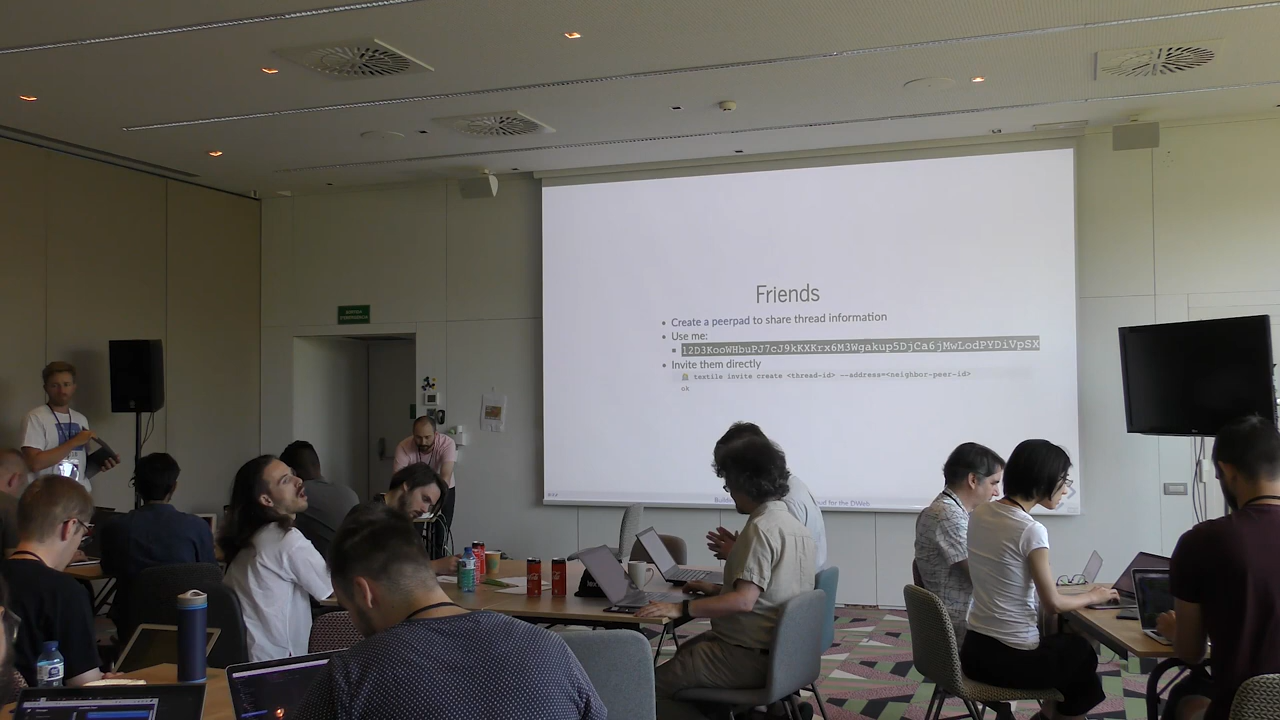 Friends
Create a peerpad to share thread information
Use me:
12D3KooWHbuPJ7cJ9kKXKrx6M3Wgakup5DjCa6jMwLodPYDiVpSX
Invite them directly
textile invite create <thread-id> --address=<neighbor-peer-id>
ok